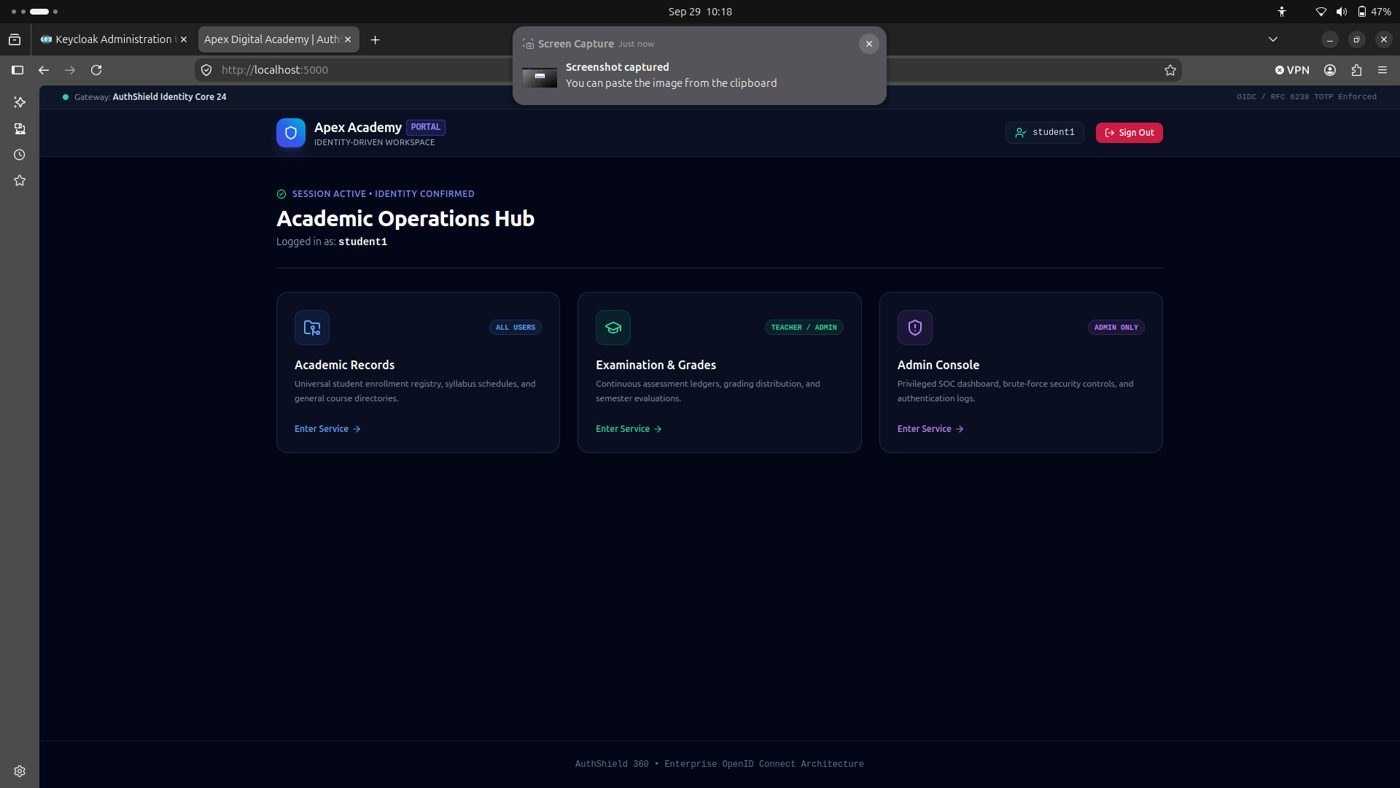 Sep 29 10:18
47%
Keycloak Administration
Apex Digital Academy | Auth
Screen Capture Just now
Screenshot captured
You can paste the image from the clipboard
http://localhost:5000
VPN
Gateway: AuthShield Identity Core 24
OIDC / RFC 6238 TOTP Enforced
Apex Academy PORTAL
IDENTITY-DRIVEN WORKSPACE
student1
Sign Out
SESSION ACTIVE • IDENTITY CONFIRMED
Academic Operations Hub
Logged in as: student1
ALL USERS
Academic Records
Universal student enrollment registry, syllabus schedules, and
general course directories.
Enter Service →
TEACHER / ADMIN
Examination & Grades
Continuous assessment ledgers, grading distribution, and
semester evaluations.
Enter Service →
ADMIN ONLY
Admin Console
Privileged SOC dashboard, brute-force security controls, and
authentication logs.
Enter Service →
AuthShield 360 • Enterprise OpenID Connect Architecture